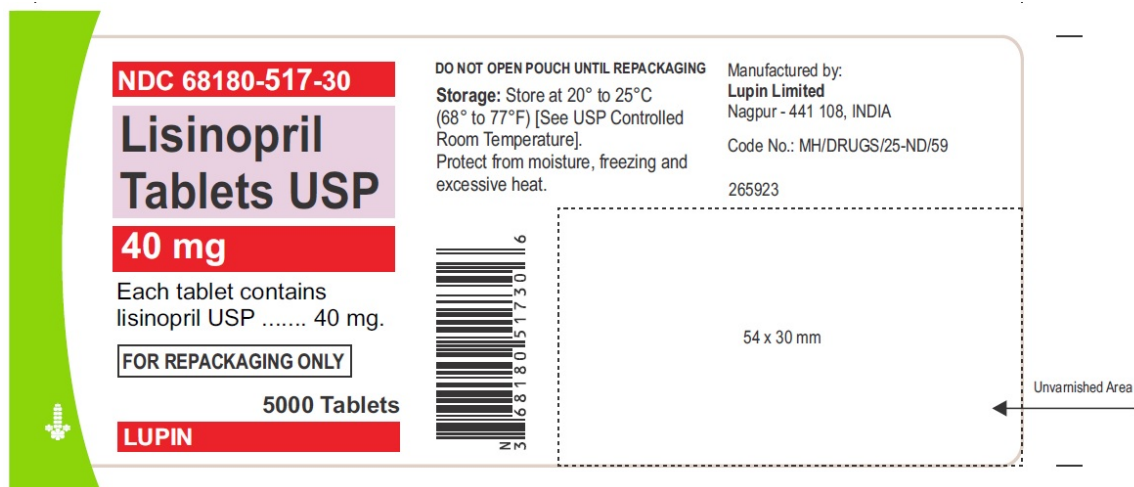 NDC 68180-517-30
Lisinopril
Tablets USP
40 mg
Each tablet contains
lisinopril USP ....... 40 mg.
FOR REPACKAGING ONLY
5000 Tablets
LUPIN
DO NOT OPEN POUCH UNTIL REPACKAGING
Storage: Store at 20° to 25°C
(68° to 77°F) [See USP Controlled
Room Temperature].
Protect from moisture, freezing and
excessive heat.
N
3 68180 51730 6
Manufactured by:
Lupin Limited
Nagpur - 441 108, INDIA
Code No.: MH/DRUGS/25-ND/59
265923
54 x 30 mm
Unvarnished Area